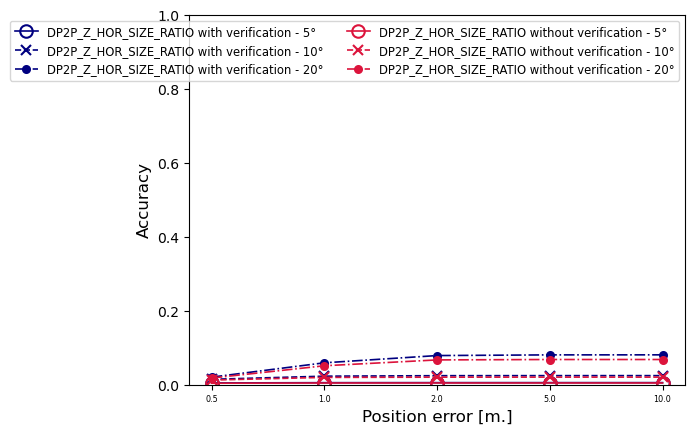 1.0
DP2P_Z_HOR_SIZE_RATIO with verification - 5°
DP2P_Z_HOR_SIZE_RATIO with verification - 10°
DP2P_Z_HOR_SIZE_RATIO with verification - 20°
DP2P_Z_HOR_SIZE_RATIO without verification - 5°
DP2P_Z_HOR_SIZE_RATIO without verification - 10°
DP2P_Z_HOR_SIZE_RATIO without verification - 20°
0.8
0.6
0.4
0.2
0.0
Accuracy
0.5 1.0 2.0 5.0 10.0
Position error [m.]